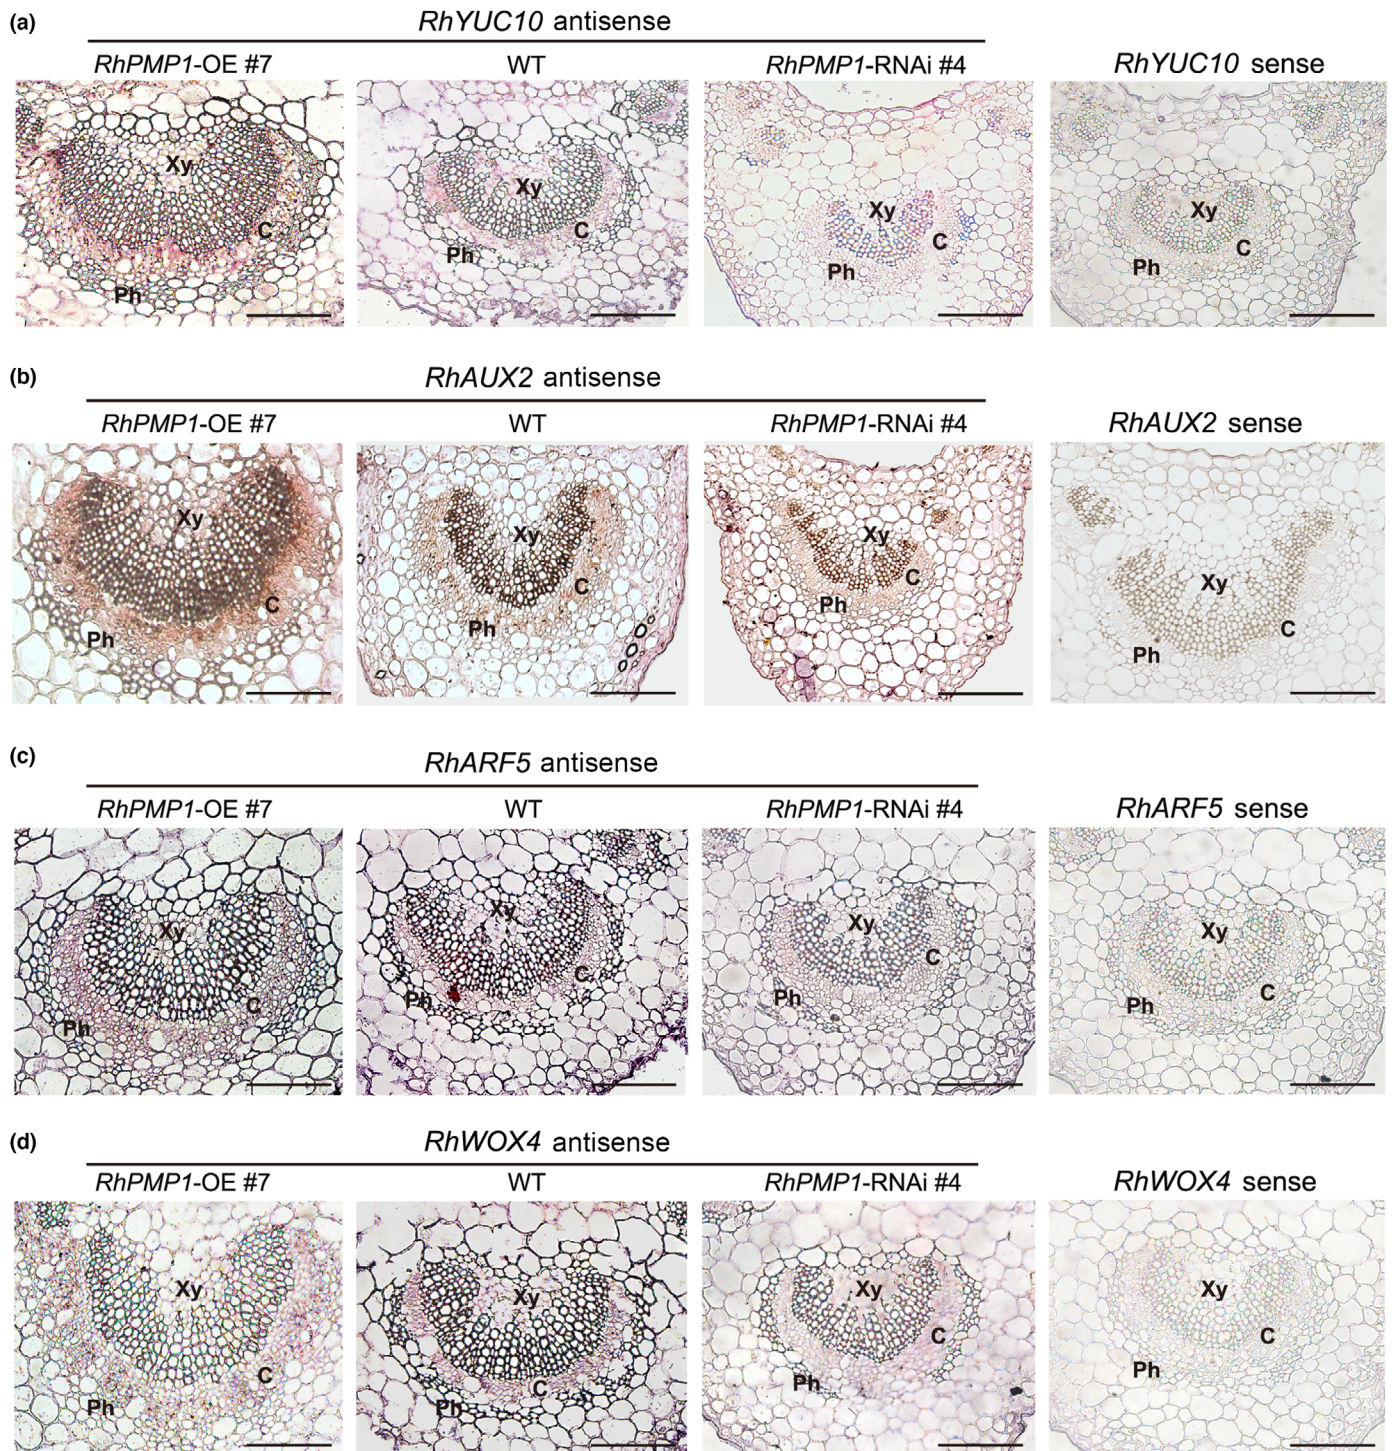 (a)
RhYUC10 antisense
RhPMP1-OE #7 WT RhPMP1-RNAi #4 RhYUC10 sense
Xy Xy Xy Xy
C C C C
Ph Ph Ph Ph
(b)
RhAUX2 antisense
RhPMP1-OE #7 WT RhPMP1-RNAi #4 RhAUX2 sense
Xy Xy Xy Xy
C C C C
Ph Ph Ph Ph
(c)
RhARF5 antisense
RhPMP1-OE #7 WT RhPMP1-RNAi #4 RhARF5 sense
Xy Xy Xy Xy
C C C C
Ph Ph Ph Ph
(d)
RhWOX4 antisense
RhPMP1-OE #7 WT RhPMP1-RNAi #4 RhWOX4 sense
Xy Xy Xy Xy
C C C C
Ph Ph Ph Ph